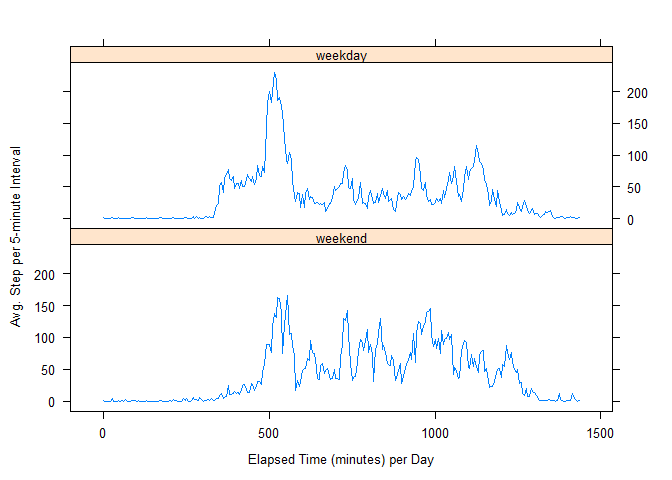 weekday
200
150
100
50
0
Avg. Step per 5-minute Interval
weekend
200
150
100
50
0
0 500 1000 1500
Elapsed Time (minutes) per Day